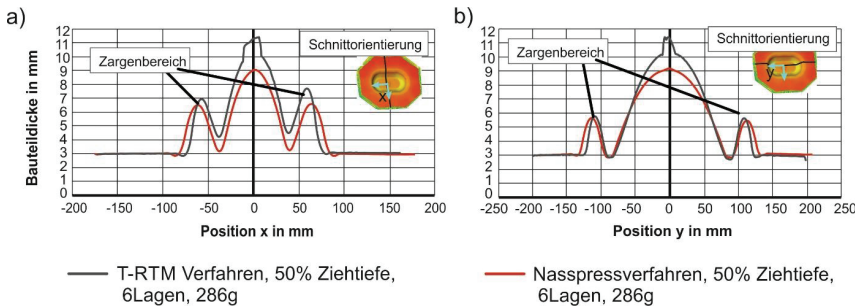 a)
Bauteildicke in mm
12
11
10
9
8
7
6
5
4
3
2
1
0
Zargenbereich
Schnittorientierung
x
-200 -150 -100 -50 0 50 100 150 200
Position x in mm
b)
12
11
10
9
8
7
6
5
4
3
2
1
0
Zargenbereich
Schnittorientierung
y
-250 -200 -150 -100 -50 0 50 100 150 200 250
Position y in mm
T-RTM Verfahren, 50% Ziehtiefe,
6Lagen, 286g
Nasspressverfahren, 50% Ziehtiefe,
6Lagen, 286g